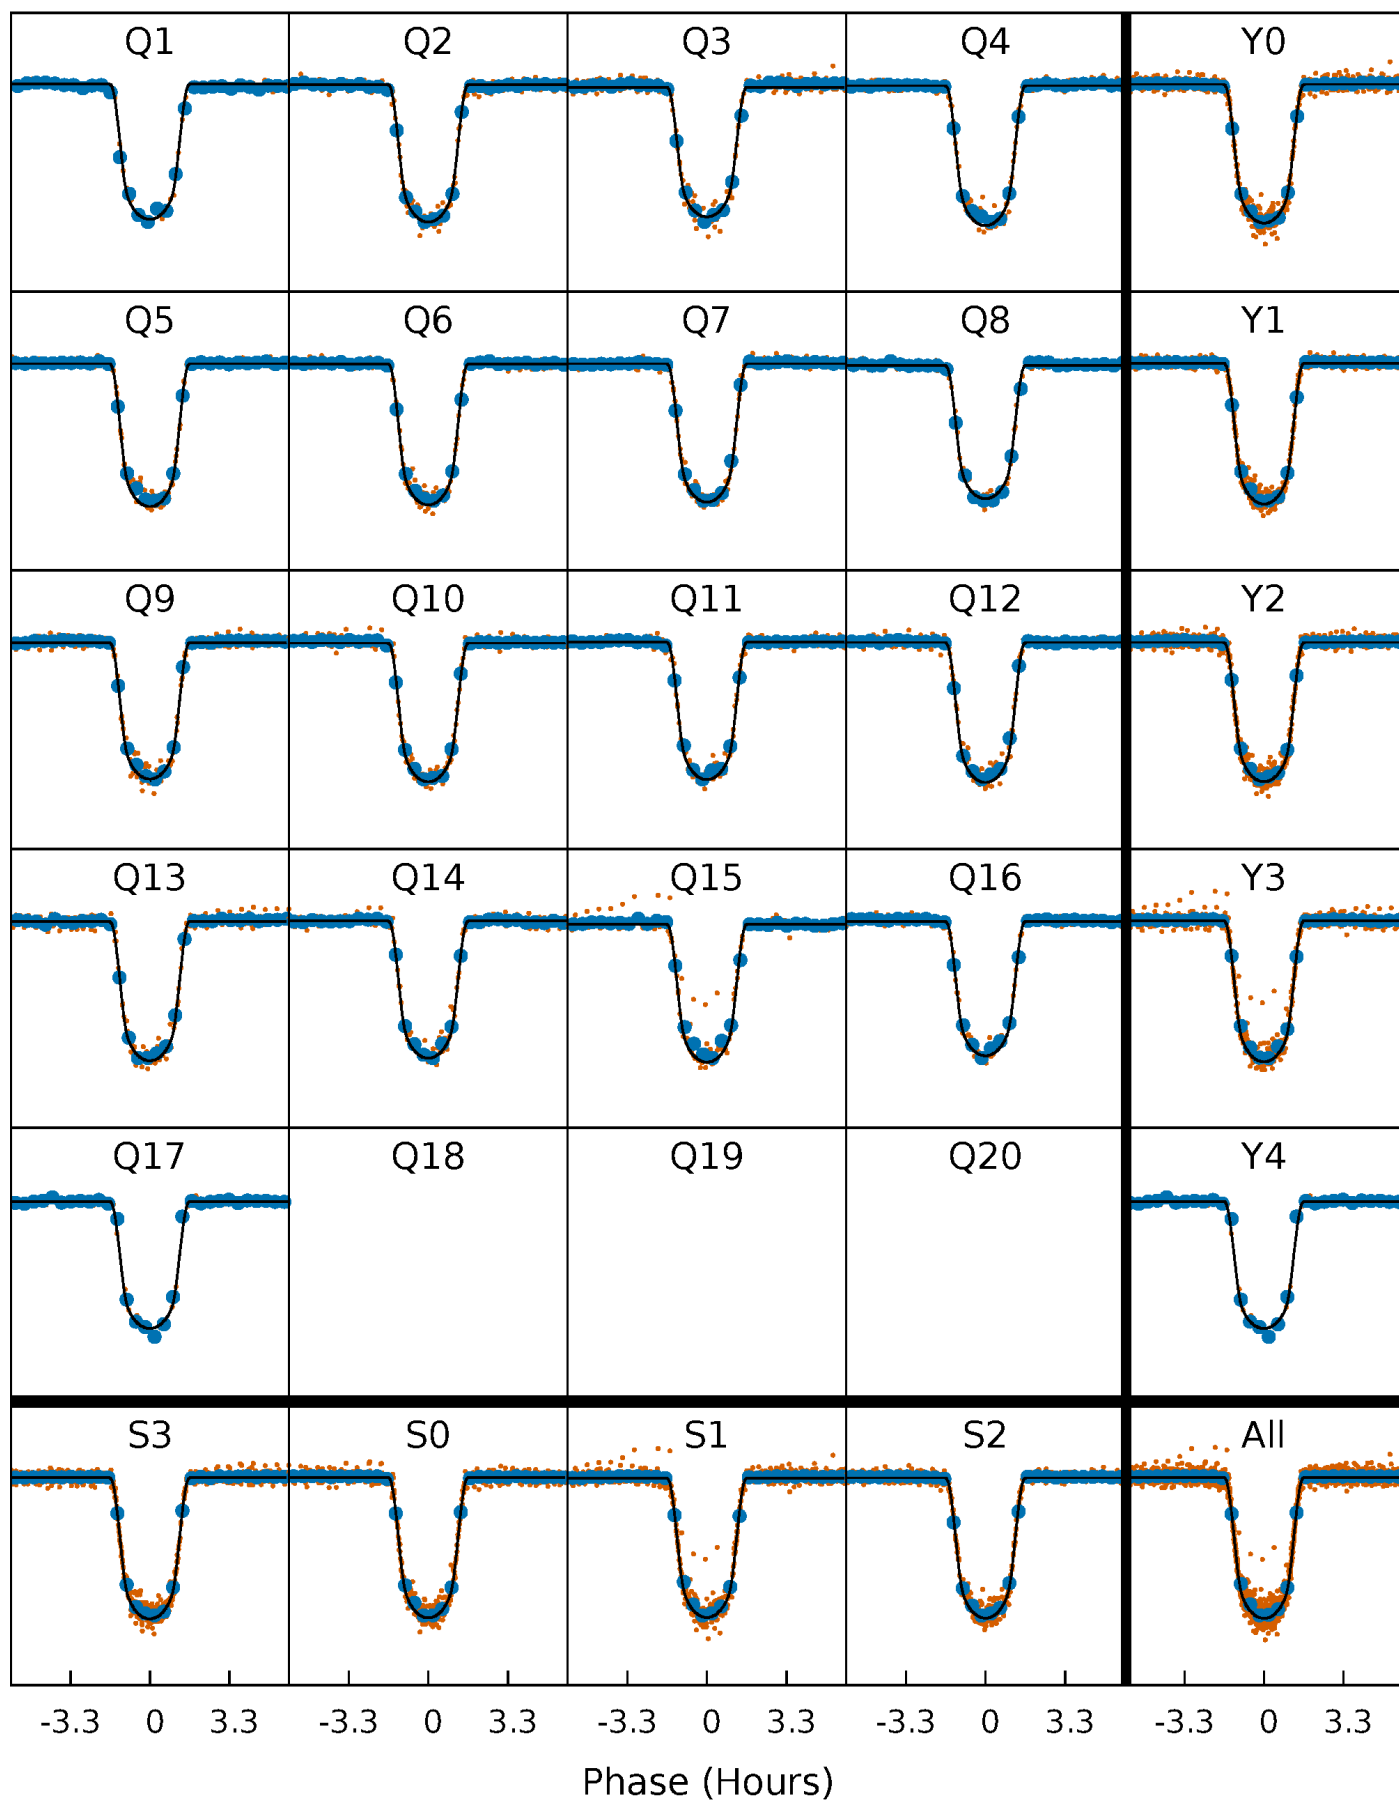 Q1 Q2 Q3 Q4 Y0
Q5 Q6 Q7 Q8 Y1
Q9 Q10 Q11 Q12 Y2
Q13 Q14 Q15 Q16 Y3
Q17 Q18 Q19 Q20 Y4
S3 S0 S1 S2 All
-3.3 0 3.3 -3.3 0 3.3 -3.3 0 3.3 -3.3 0 3.3 -3.3 0 3.3
Phase (Hours)